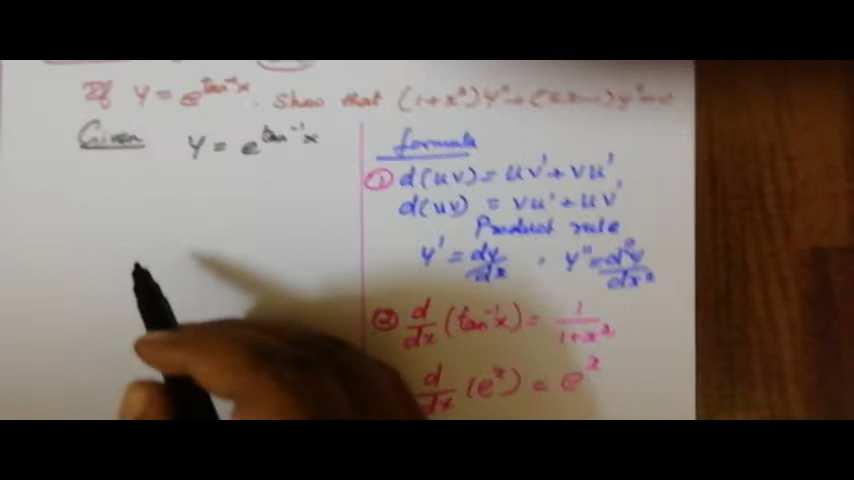 If y = e^tan⁻¹x. Show that (1+x²)y″+(2x-1)y′=0
Given y = e^tan⁻¹x
formula
① d(uv) = uv′ + vu′
d(uv) = vu′ + uv′
Product rule
y′ = dy/dx , y″ = d²y/dx²
② d/dx (tan⁻¹x) = 1/1+x²
d/dx (eˣ) = eˣ